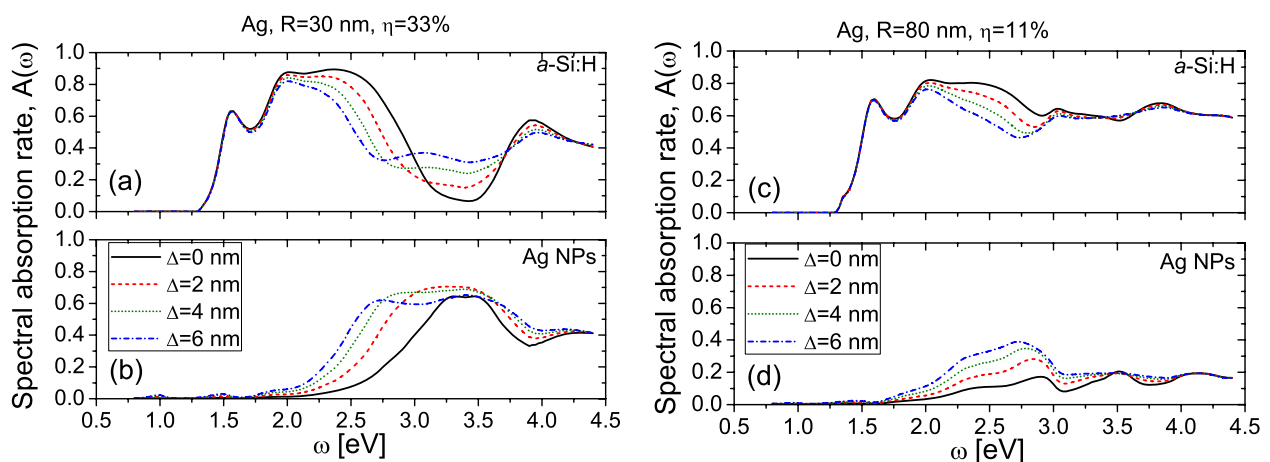 Ag, R=30 nm, η=33%
Spectral absorption rate, A(ω)
1.0
0.8
0.6
0.4
0.2
0.0
a-Si:H
(a)
1.0
0.8
0.6
0.4
0.2
0.0
Δ=0 nm
Δ=2 nm
Δ=4 nm
Δ=6 nm
Ag NPs
(b)
0.5 1.0 1.5 2.0 2.5 3.0 3.5 4.0 4.5
ω [eV]
Ag, R=80 nm, η=11%
Spectral absorption rate, A(ω)
1.0
0.8
0.6
0.4
0.2
0.0
a-Si:H
(c)
1.0
0.8
0.6
0.4
0.2
0.0
Δ=0 nm
Δ=2 nm
Δ=4 nm
Δ=6 nm
Ag NPs
(d)
0.5 1.0 1.5 2.0 2.5 3.0 3.5 4.0 4.5
ω [eV]